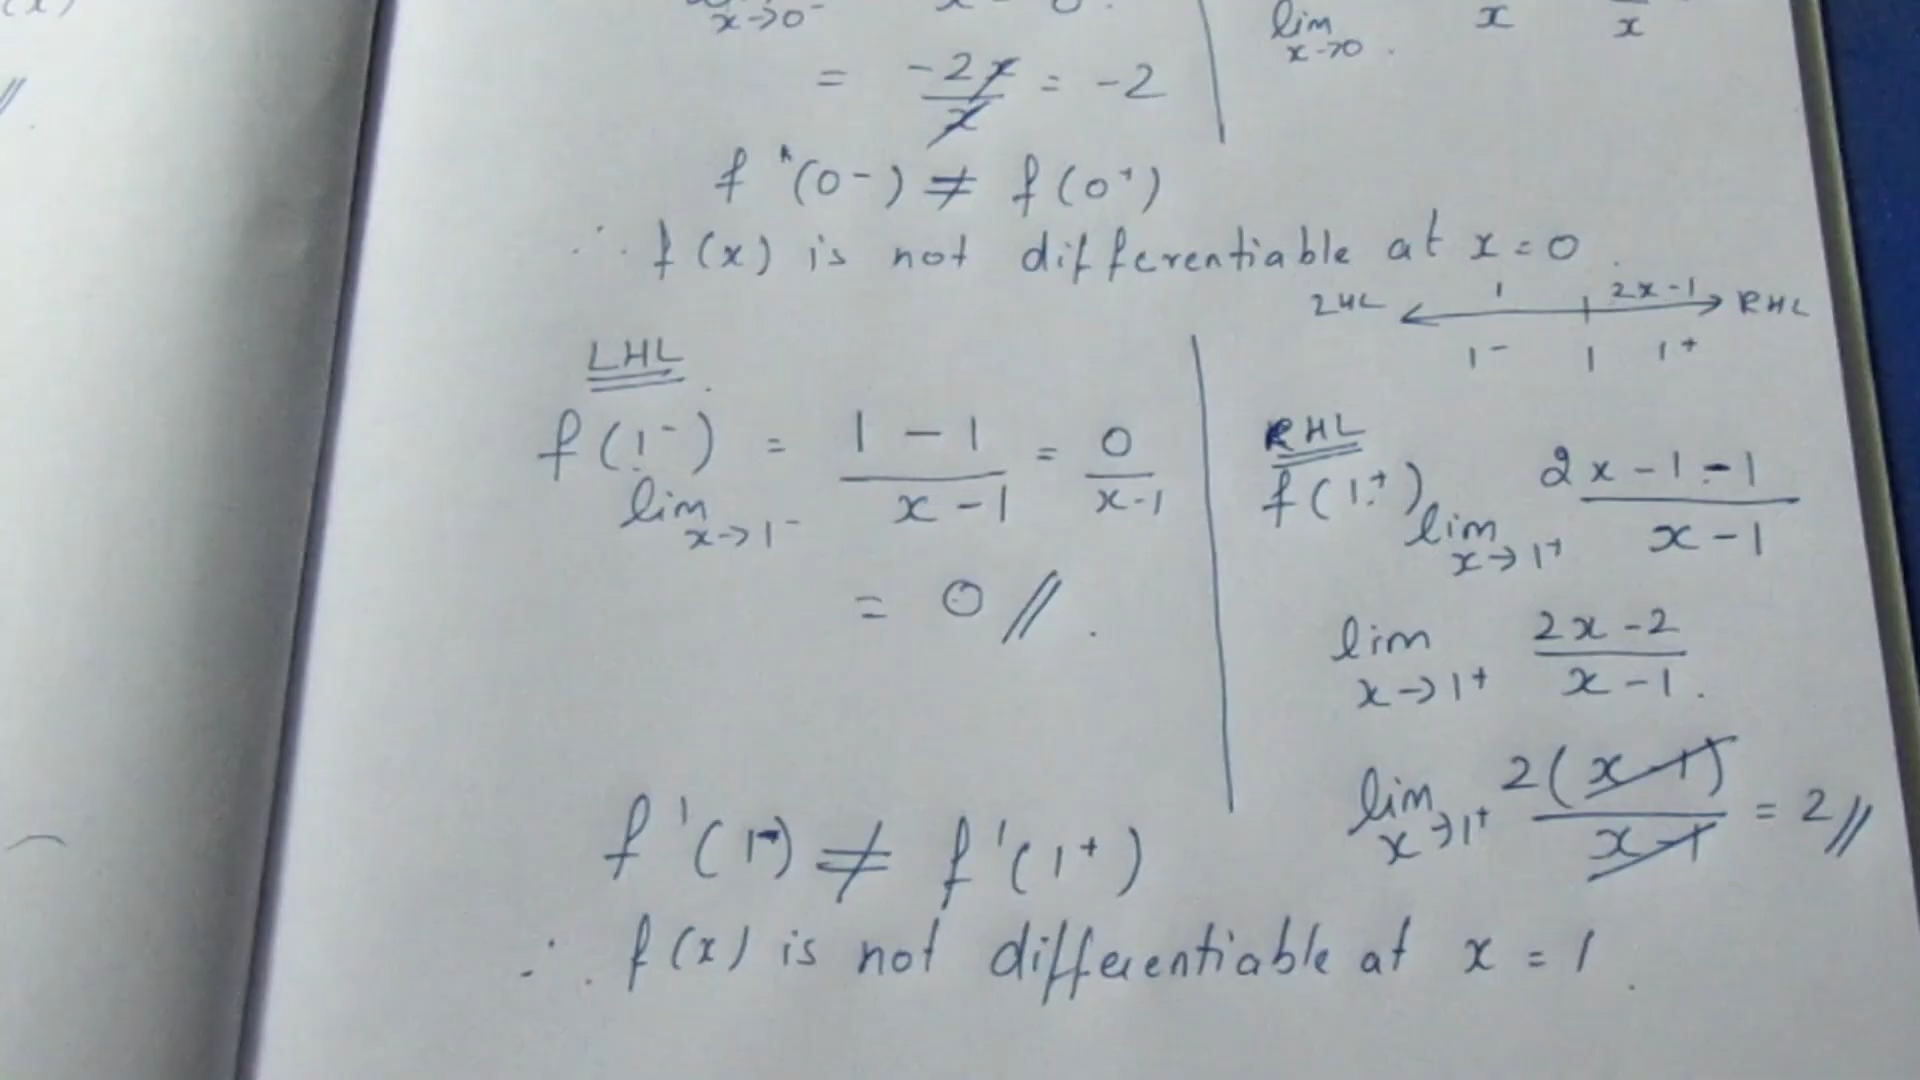 (x)
x→0⁻ x - 0
= -2x/x = -2
lim x→0 x x
f '(0-) ≠ f(0⁺)
∴ f(x) is not differentiable at x = 0
LHL 1 2x-1 RHL
1⁻ 1 1⁺
LHL
f(1⁻) = lim x→1⁻ (1-1)/(x-1) = 0/(x-1)
= 0 //
RHL
f(1⁺) lim x→1⁺ (2x-1-1)/(x-1)
lim x→1⁺ (2x-2)/(x-1)
lim x→1⁺ 2(x-1)/(x-1) = 2 //
f '(1-) ≠ f '(1⁺)
∴ f(x) is not differentiable at x = 1